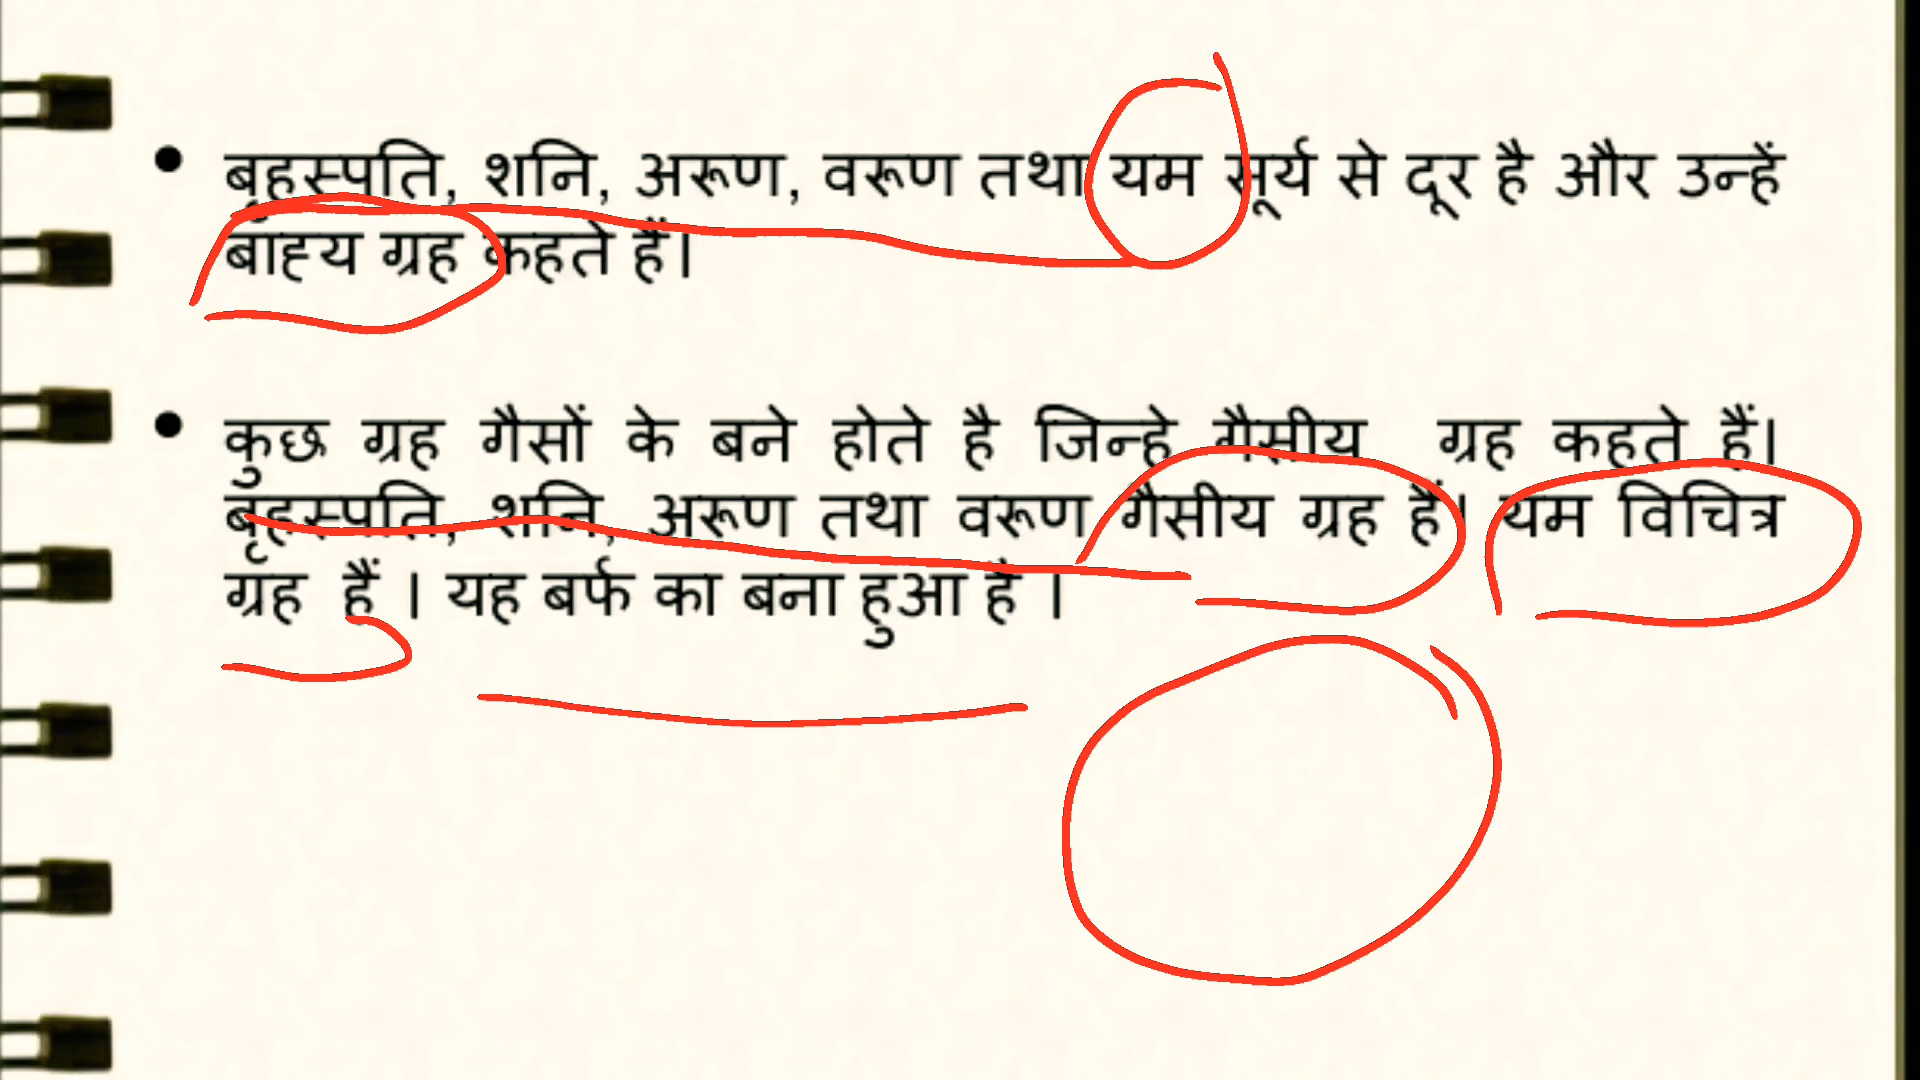 • बृहस्पति, शनि, अरूण, वरूण तथा यम सूर्य से दूर है और उन्हें
बाह्य ग्रह कहते हैं।
• कुछ ग्रह गैसों के बने होते है जिन्हे गैसीय ग्रह कहते हैं।
बृहस्पति, शनि, अरूण तथा वरूण गैसीय ग्रह हैं। यम विचित्र
ग्रह हैं । यह बर्फ का बना हुआ है ।